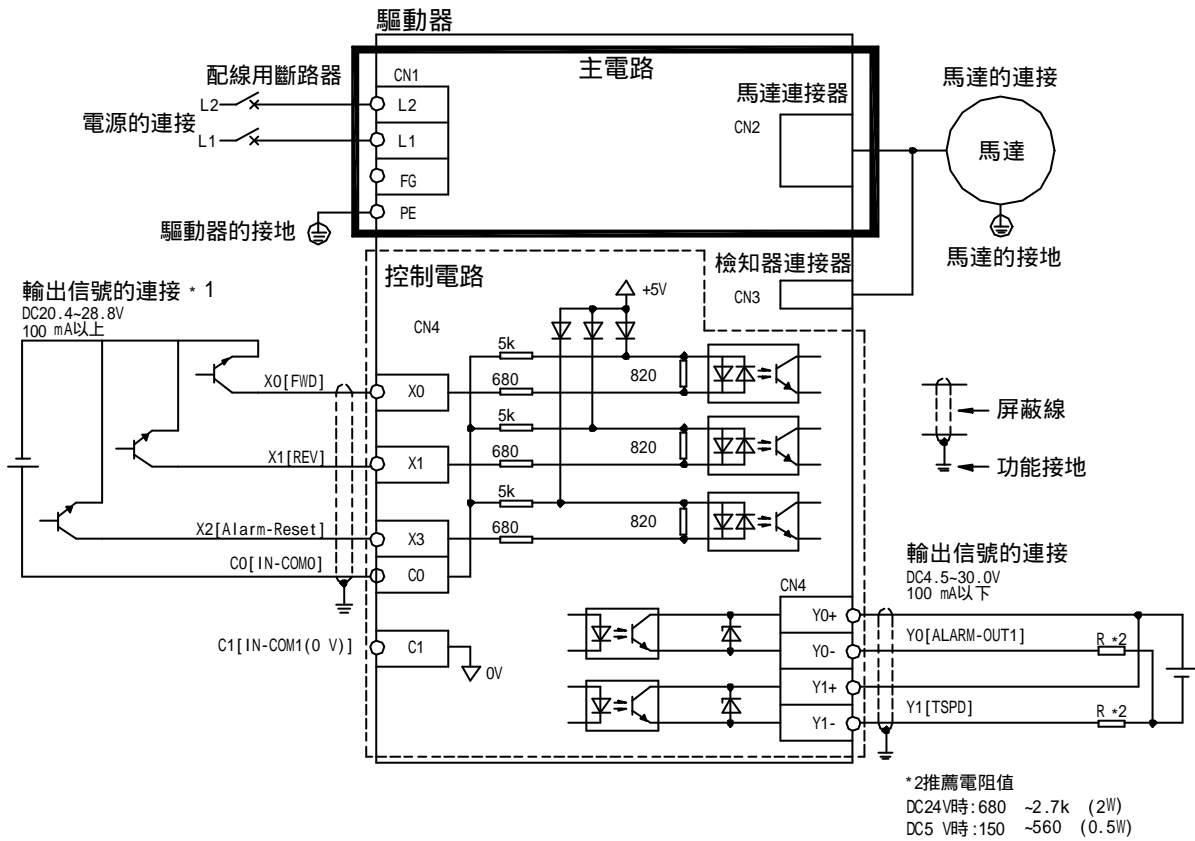 驅動器
主電路
配線用斷路器
CN1
L2
L2
電源的連接
L1
L1
FG
PE
驅動器的接地
馬達連接器
CN2
馬達的連接
馬達
馬達的接地
檢知器連接器
CN3
控制電路
CN4
+5V
輸出信號的連接 *1
DC20.4~28.8V
100 mA以上
5k
X0[FWD]
X0
680
820
5k
X1[REV]
X1
680
820
5k
X2[Alarm-Reset]
X3
680
820
C0[IN-COM0]
C0
C1[IN-COM1(0 V)]
C1
0V
屏蔽線
功能接地
輸出信號的連接
DC4.5~30.0V
100 mA以下
CN4
Y0+
Y0-
Y0[ALARM-OUT1]
R *2
Y1+
Y1-
Y1[TSPD]
R *2
*2推薦電阻值
DC24V時:680 ~2.7k (2W)
DC5 V時:150 ~560 (0.5W)